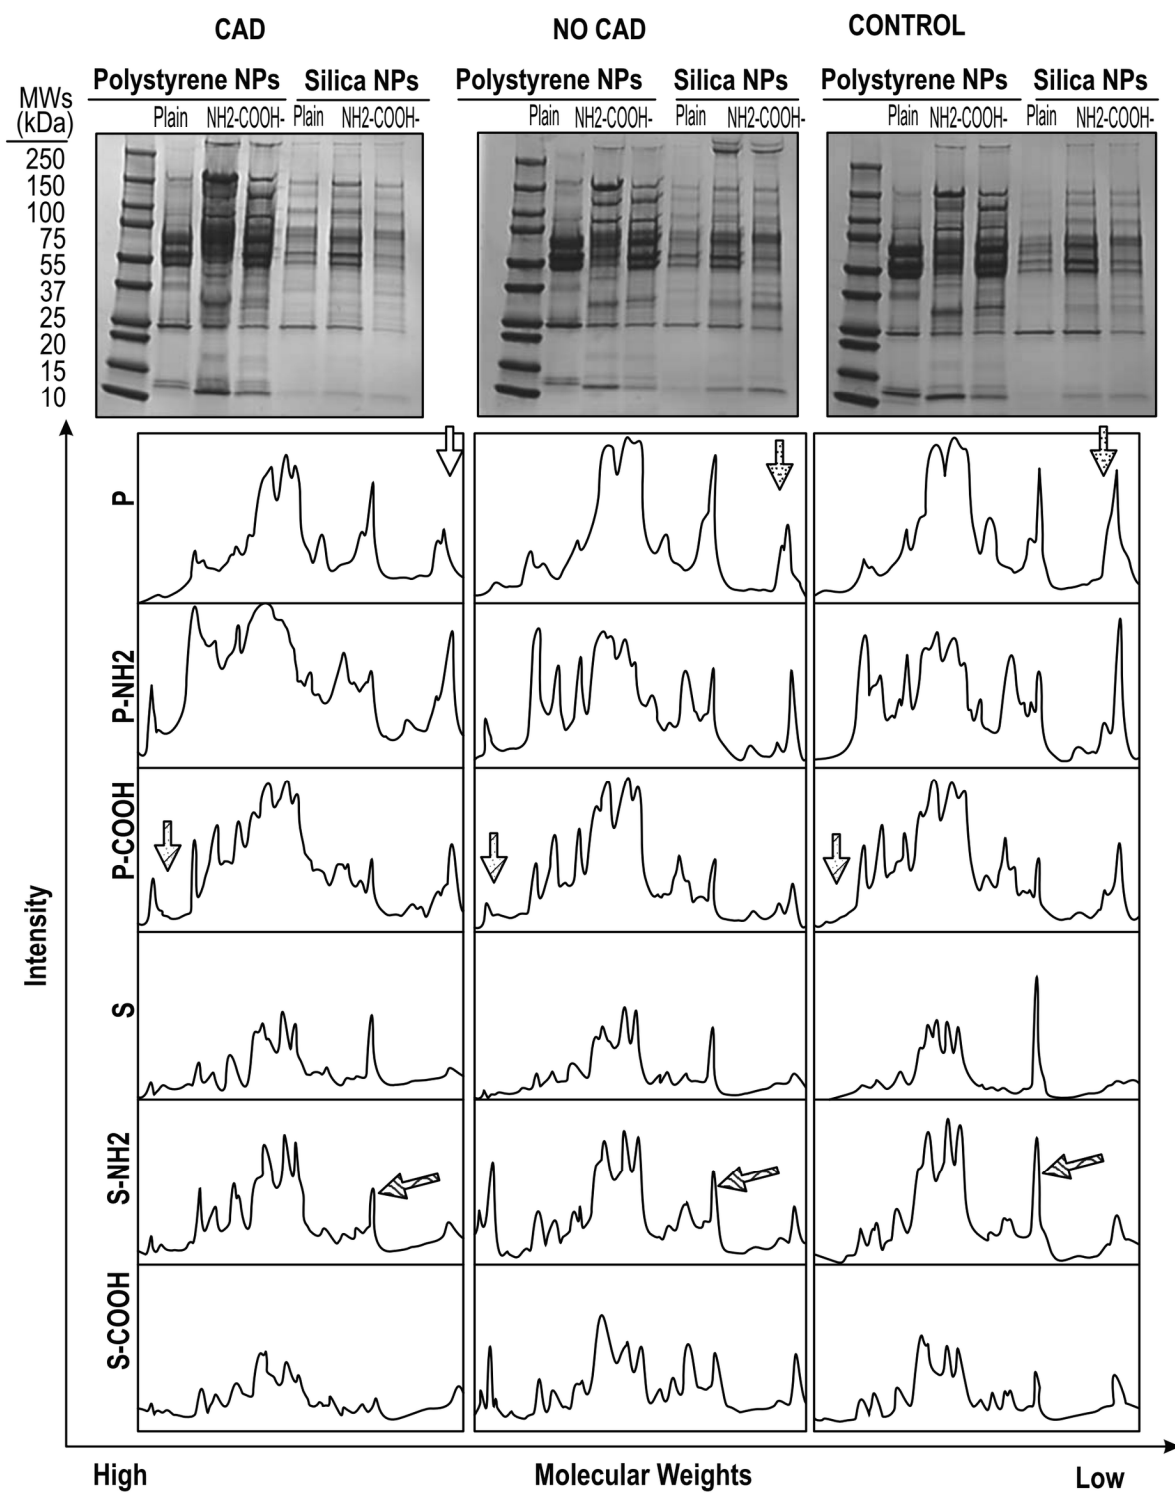 CAD NO CAD CONTROL
Polystyrene NPs Silica NPs Polystyrene NPs Silica NPs Polystyrene NPs Silica NPs
MWs
(kDa)
Plain NH2-COOH- Plain NH2-COOH- Plain NH2-COOH- Plain NH2-COOH- Plain NH2-COOH- Plain NH2-COOH-
250
150
100
75
55
37
25
20
15
10
P
P-NH2
P-COOH
S
S-NH2
S-COOH
Intensity
High Molecular Weights Low